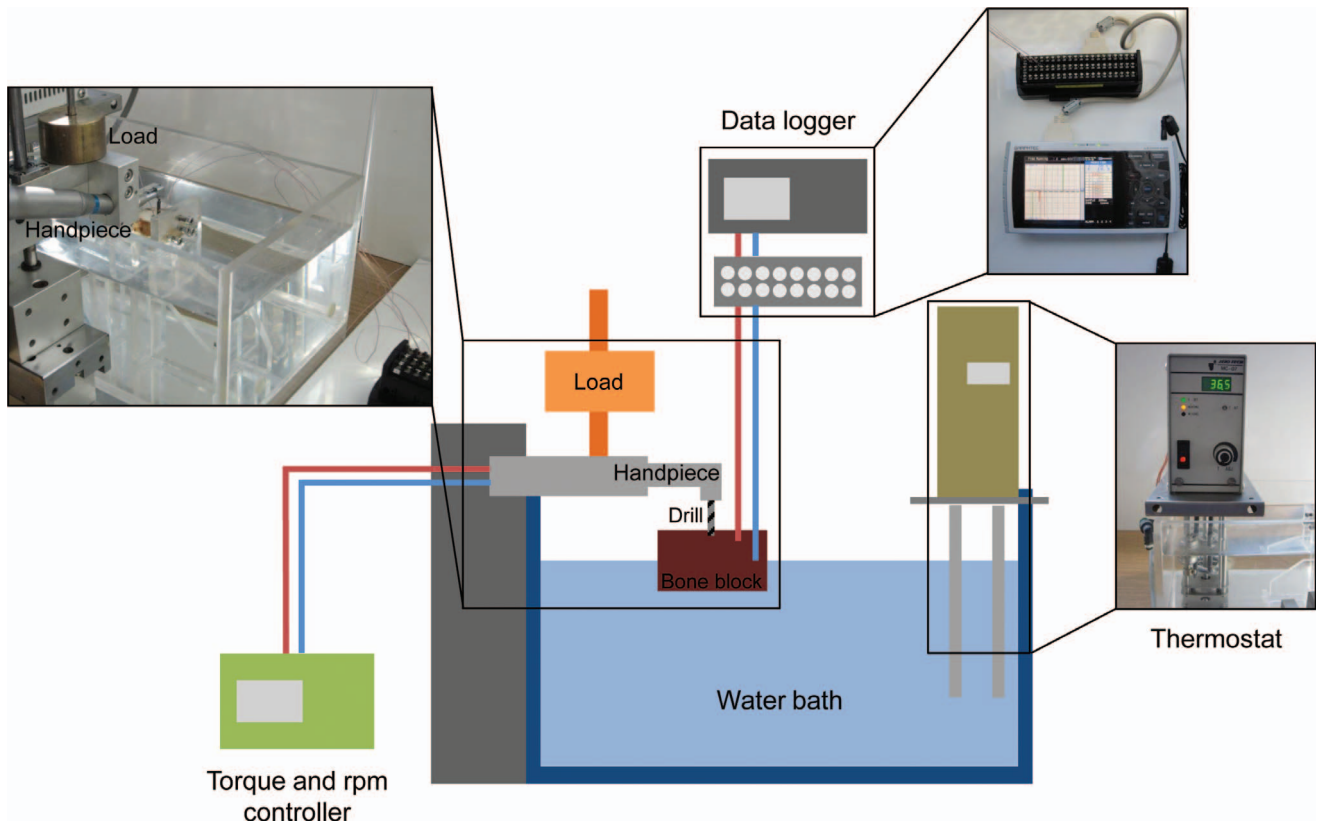 Data logger
Load
Handpiece
36.5
Load
Handpiece
Drill
Bone block
Thermostat
Water bath
Torque and rpm
controller